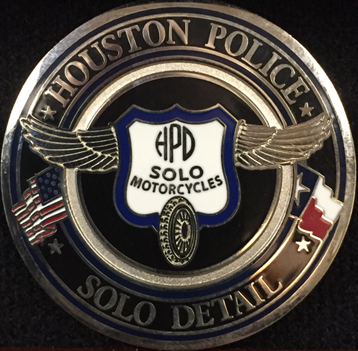 HOUSTON POLICE
HPD
SOLO
MOTORCYCLES
SOLO DETAIL